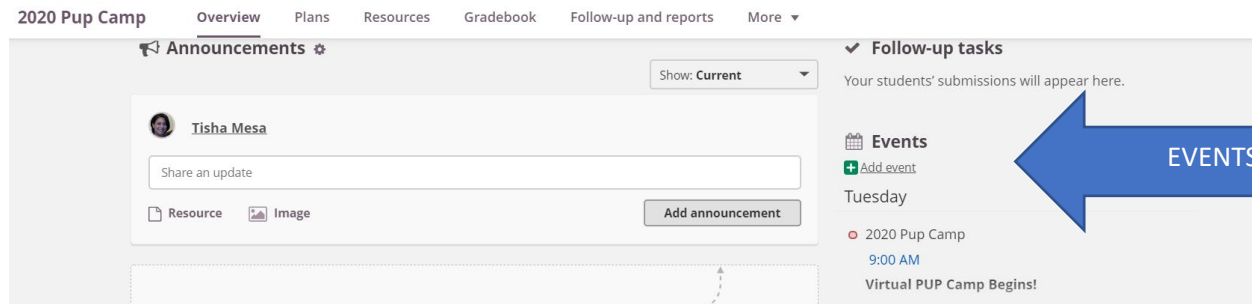 2020 Pup Camp Overview Plans Resources Gradebook Follow-up and reports More
Announcements
Show: Current
Tisha Mesa
Share an update
Resource Image Add announcement
Follow-up tasks
Your students' submissions will appear here.
Events
Add event
Tuesday
2020 Pup Camp
9:00 AM
Virtual PUP Camp Begins!
EVENTS